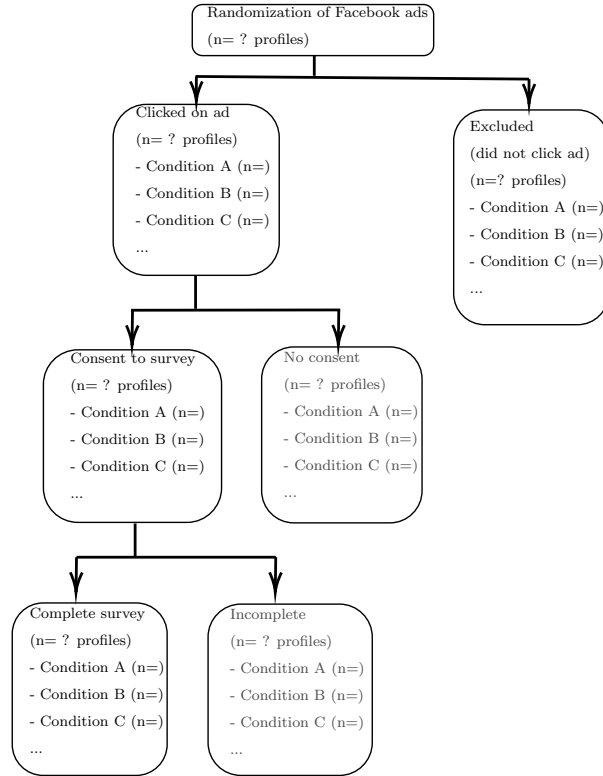 Randomization of Facebook ads
(n= ? profiles)
Clicked on ad
(n= ? profiles)
- Condition A (n=)
- Condition B (n=)
- Condition C (n=)
...
Excluded
(did not click ad)
(n=? profiles)
- Condition A (n=)
- Condition B (n=)
- Condition C (n=)
...
Consent to survey
(n= ? profiles)
- Condition A (n=)
- Condition B (n=)
- Condition C (n=)
...
No consent
(n= ? profiles)
- Condition A (n=)
- Condition B (n=)
- Condition C (n=)
...
Complete survey
(n= ? profiles)
- Condition A (n=)
- Condition B (n=)
- Condition C (n=)
...
Incomplete
(n= ? profiles)
- Condition A (n=)
- Condition B (n=)
- Condition C (n=)
...